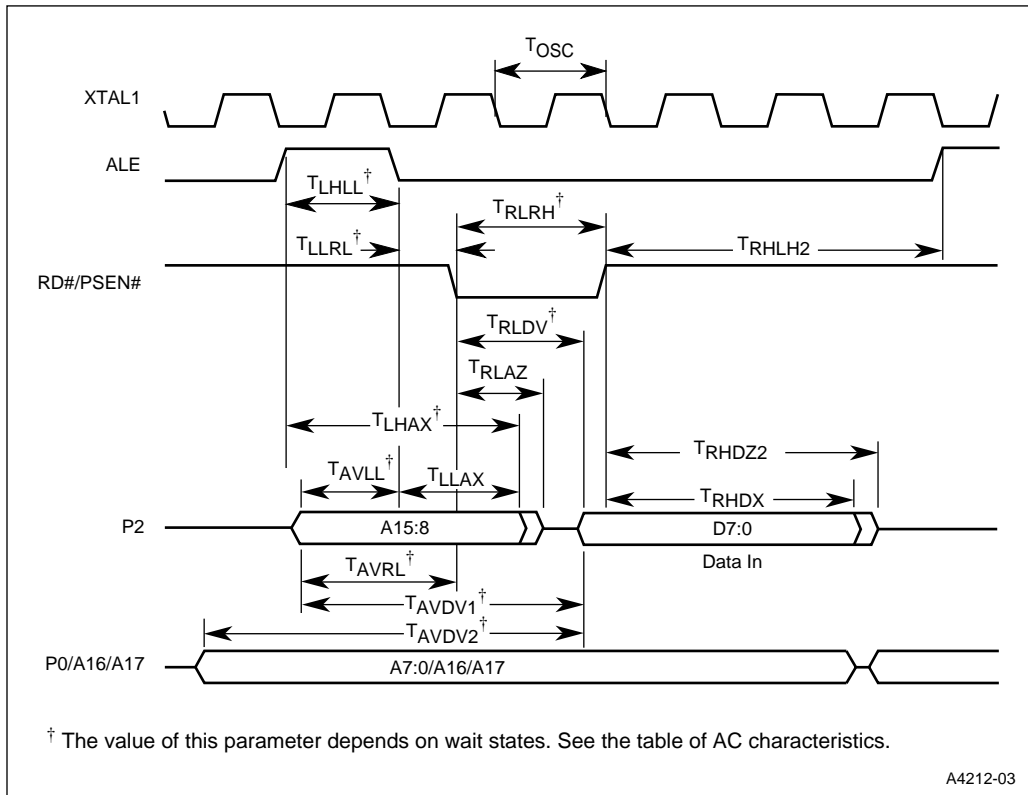 TOSC
XTAL1
ALE
TLHLL†
TRLRH†
TLLRL†
TRHLH2
RD#/PSEN#
TRLDV†
TRLAZ
TLHAX†
TRHDZ2
TAVLL†
TLLAX
TRHDX
P2
A15:8
D7:0
Data In
TAVRL†
TAVDV1†
TAVDV2†
P0/A16/A17
A7:0/A16/A17
† The value of this parameter depends on wait states. See the table of AC characteristics.
A4212-03